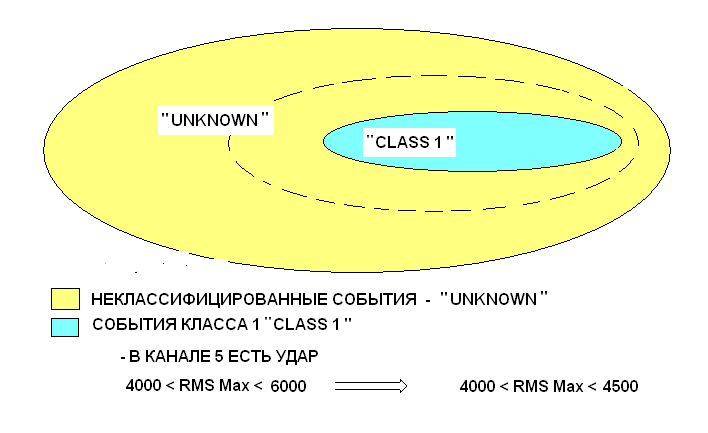 "UNKNOWN"
"CLASS 1"
НЕКЛАССИФИЦИРОВАННЫЕ СОБЫТИЯ - "UNKNOWN"
СОБЫТИЯ КЛАССА 1 "CLASS 1"
- В КАНАЛЕ 5 ЕСТЬ УДАР
4000 < RMS Max < 6000 4000 < RMS Max < 4500